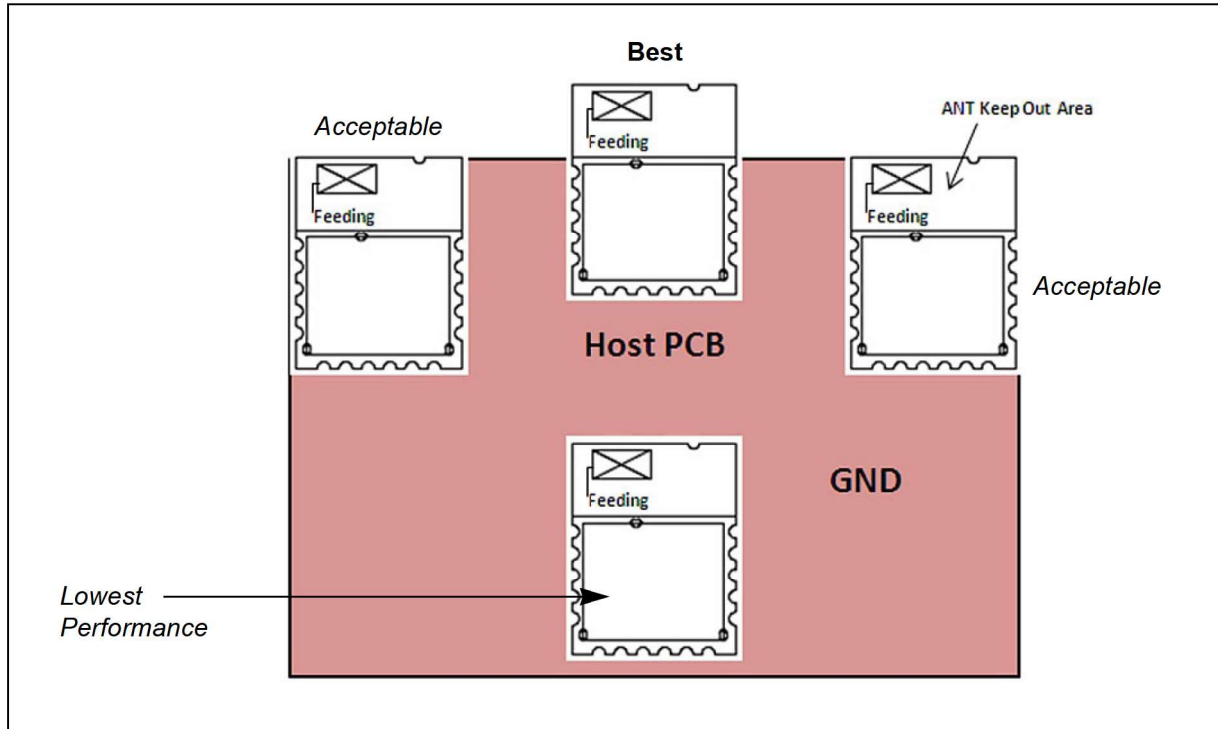 Best
Acceptable
ANT Keep Out Area
Feeding
Feeding
Feeding
Acceptable
Host PCB
GND
Feeding
Lowest
Performance